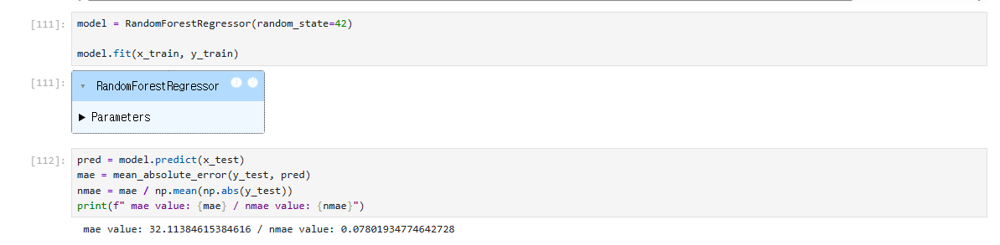 [111]: model = RandomForestRegressor(random_state=42)
model.fit(x_train, y_train)
[111]: ▾ RandomForestRegressor
▶ Parameters
[112]: pred = model.predict(x_test)
mae = mean_absolute_error(y_test, pred)
nmae = mae / np.mean(np.abs(y_test))
print(f" mae value: {mae} / nmae value: {nmae}")
mae value: 32.11384615384616 / nmae value: 0.07801934774642728